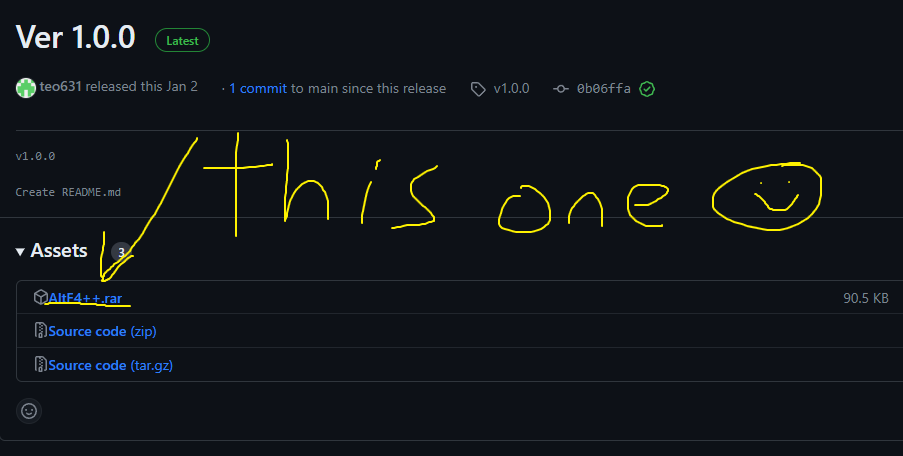 Ver 1.0.0 Latest
teo631 released this Jan 2 · 1 commit to main since this release v1.0.0 0b06ffa
v1.0.0
this one
Create README.md
Assets 3
AltF4++.rar 90.5 KB
Source code (zip)
Source code (tar.gz)